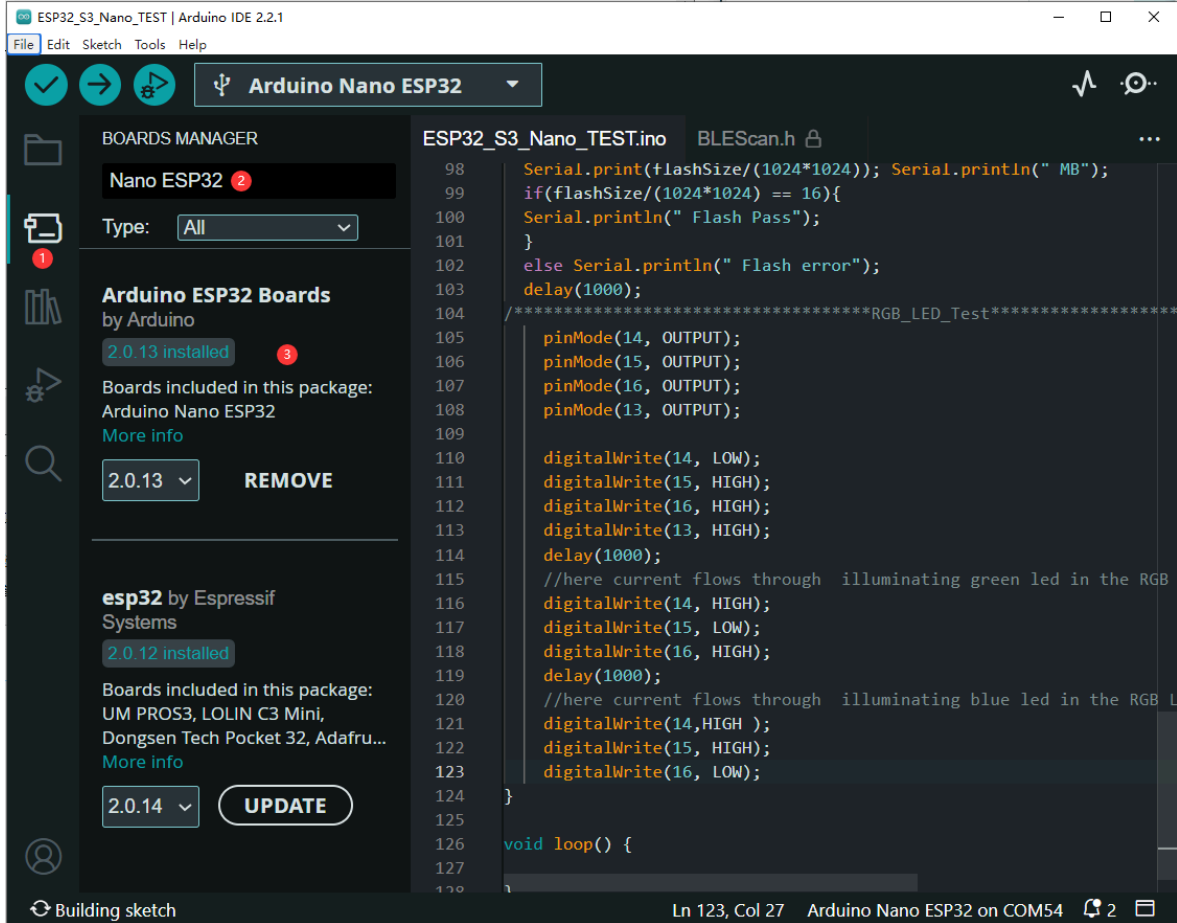 ESP32_S3_Nano_TEST | Arduino IDE 2.2.1
File Edit Sketch Tools Help
Arduino Nano ESP32
BOARDS MANAGER
Nano ESP32 2
Type: All
1
Arduino ESP32 Boards
by Arduino
2.0.13 installed 3
Boards included in this package:
Arduino Nano ESP32
More info
2.0.13 REMOVE
esp32 by Espressif
Systems
2.0.12 installed
Boards included in this package:
UM PROS3, LOLIN C3 Mini,
Dongsen Tech Pocket 32, Adafru...
More info
2.0.14 UPDATE
ESP32_S3_Nano_TEST.ino BLEScan.h
98 Serial.print(flashSize/(1024*1024)); Serial.println(" MB");
99 if(flashSize/(1024*1024) == 16){
100 Serial.println(" Flash Pass");
101 }
102 else Serial.println(" Flash error");
103 delay(1000);
104 /************************************RGB_LED_Test*******************
105 pinMode(14, OUTPUT);
106 pinMode(15, OUTPUT);
107 pinMode(16, OUTPUT);
108 pinMode(13, OUTPUT);
109
110 digitalWrite(14, LOW);
111 digitalWrite(15, HIGH);
112 digitalWrite(16, HIGH);
113 digitalWrite(13, HIGH);
114 delay(1000);
115 //here current flows through  illuminating green led in the RGB
116 digitalWrite(14, HIGH);
117 digitalWrite(15, LOW);
118 digitalWrite(16, HIGH);
119 delay(1000);
120 //here current flows through  illuminating blue led in the RGB L
121 digitalWrite(14,HIGH );
122 digitalWrite(15, HIGH);
123 digitalWrite(16, LOW);
124 }
125
126 void loop() {
127
128 }
Building sketch Ln 123, Col 27 Arduino Nano ESP32 on COM54 2